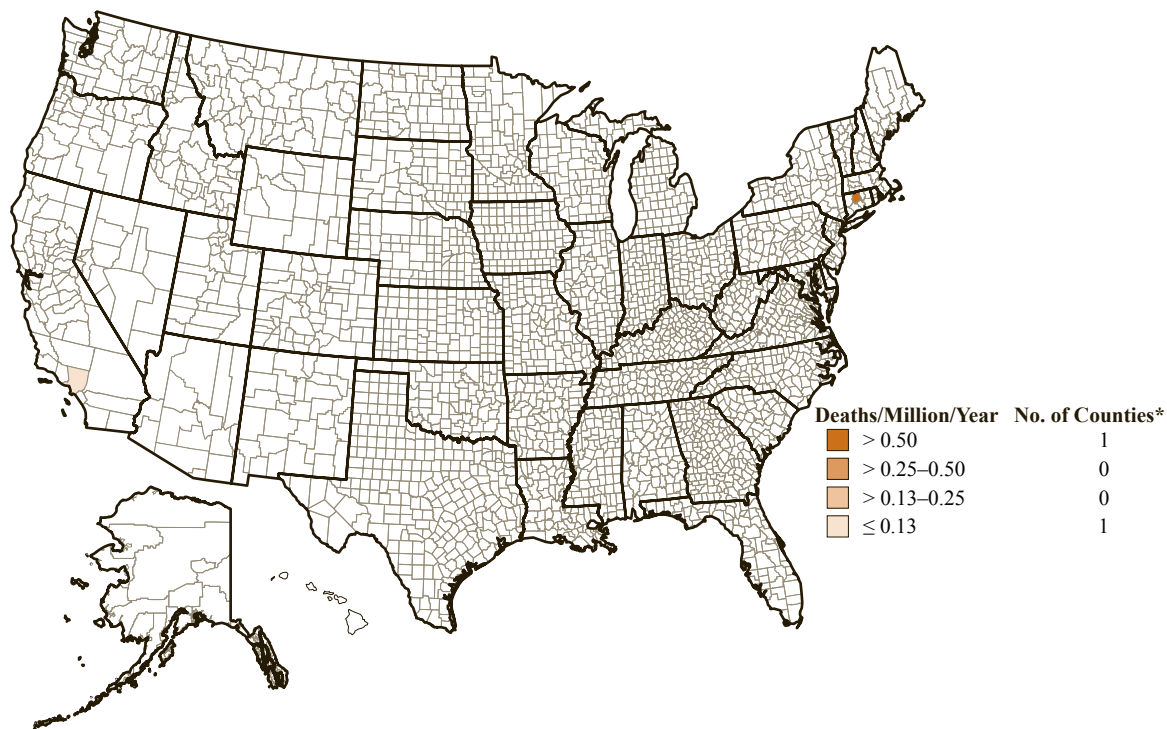 Deaths/Million/Year No. of Counties*
> 0.50 1
> 0.25–0.50 0
> 0.13–0.25 0
≤ 0.13 1